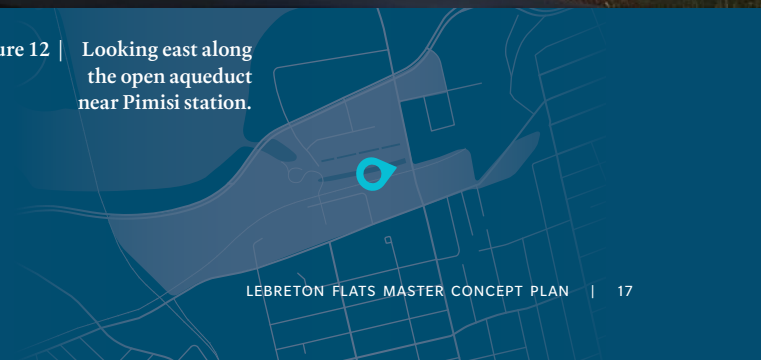 ure 12 | Looking east along
the open aqueduct
near Pimisi station.
LEBRETON FLATS MASTER CONCEPT PLAN | 17